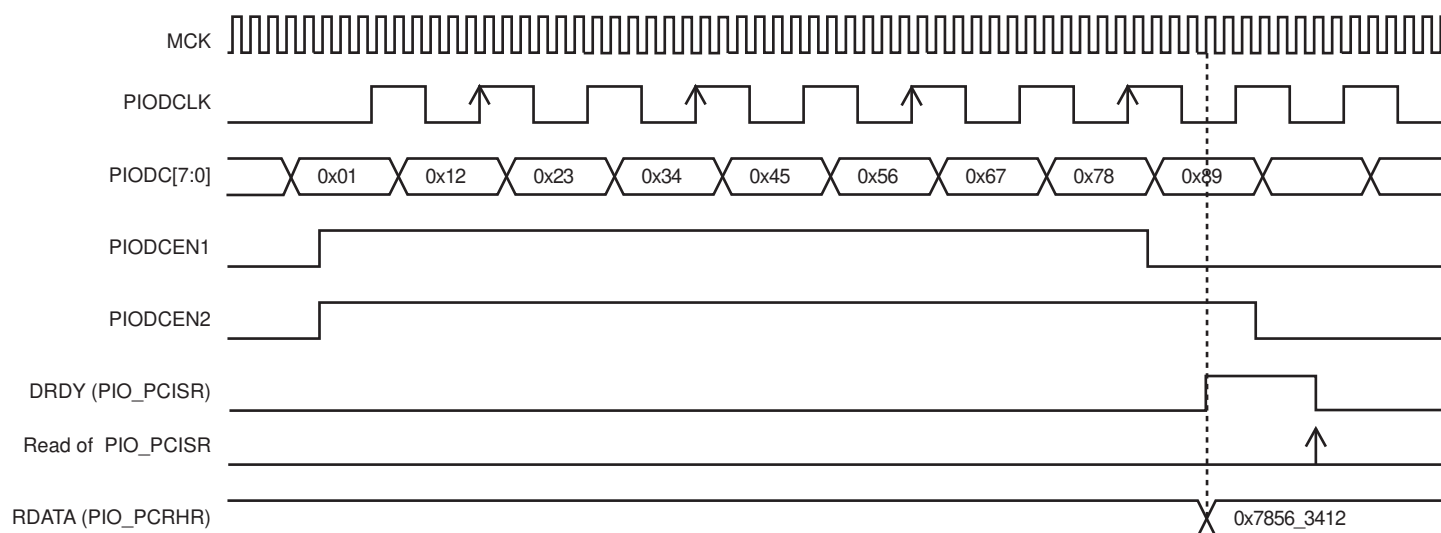 MCK
PIODCLK
PIODC[7:0] 0x01 0x12 0x23 0x34 0x45 0x56 0x67 0x78 0x89
PIODCEN1
PIODCEN2
DRDY (PIO_PCISR)
Read of PIO_PCISR
RDATA (PIO_PCRHR) 0x7856_3412